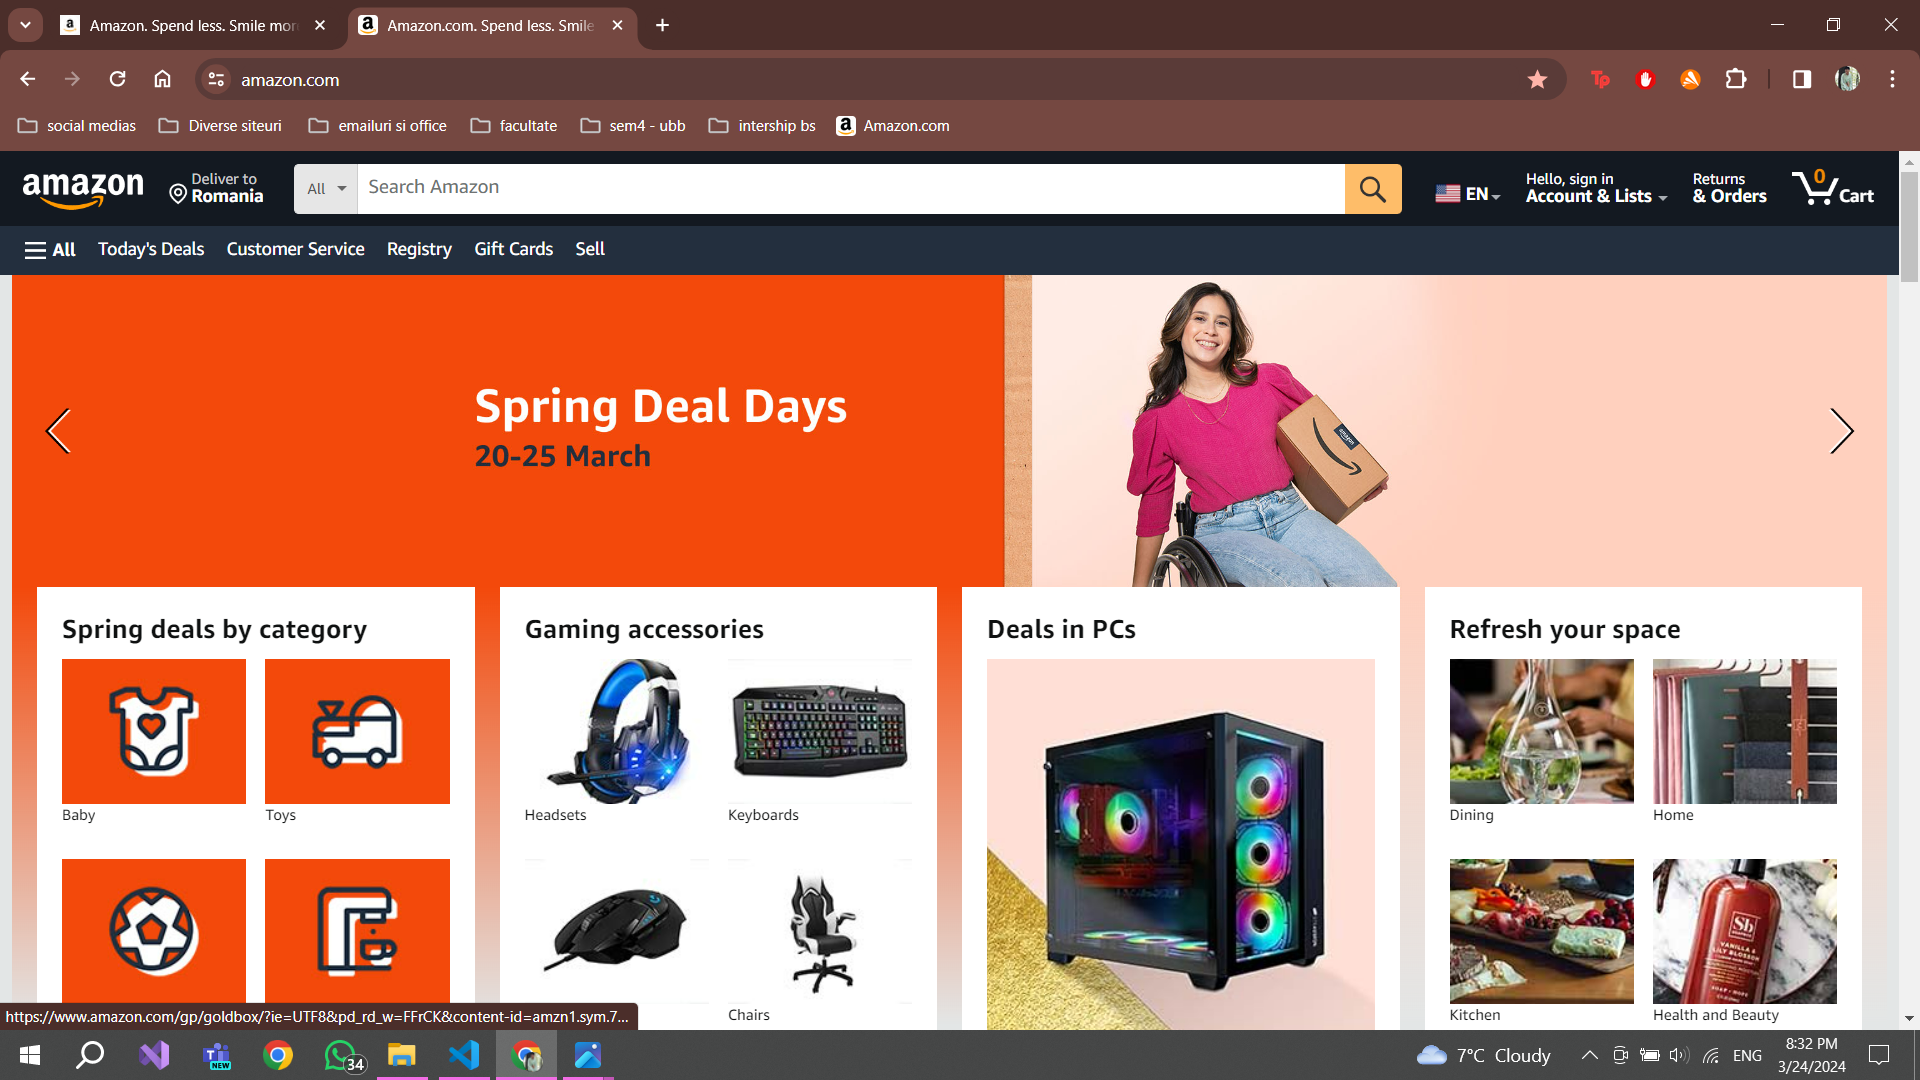 Amazon. Spend less. Smile mor
Amazon.com. Spend less. Smile
amazon.com
social medias
Diverse siteuri
emailuri si office
facultate
sem4 - ubb
intership bs
Amazon.com
amazon
Deliver to
Romania
All
Search Amazon
EN
Hello, sign in
Account & Lists
Returns
& Orders
0
Cart
All
Today's Deals
Customer Service
Registry
Gift Cards
Sell
Spring Deal Days
20-25 March
Spring deals by category
Gaming accessories
Deals in PCs
Refresh your space
Baby
Toys
Headsets
Keyboards
Dining
Home
Chairs
Kitchen
Health and Beauty
https://www.amazon.com/gp/goldbox/?ie=UTF8&pd_rd_w=FFrCK&content-id=amzn1.sym.7...
NEW
34
7°C Cloudy
ENG
8:32 PM
3/24/2024